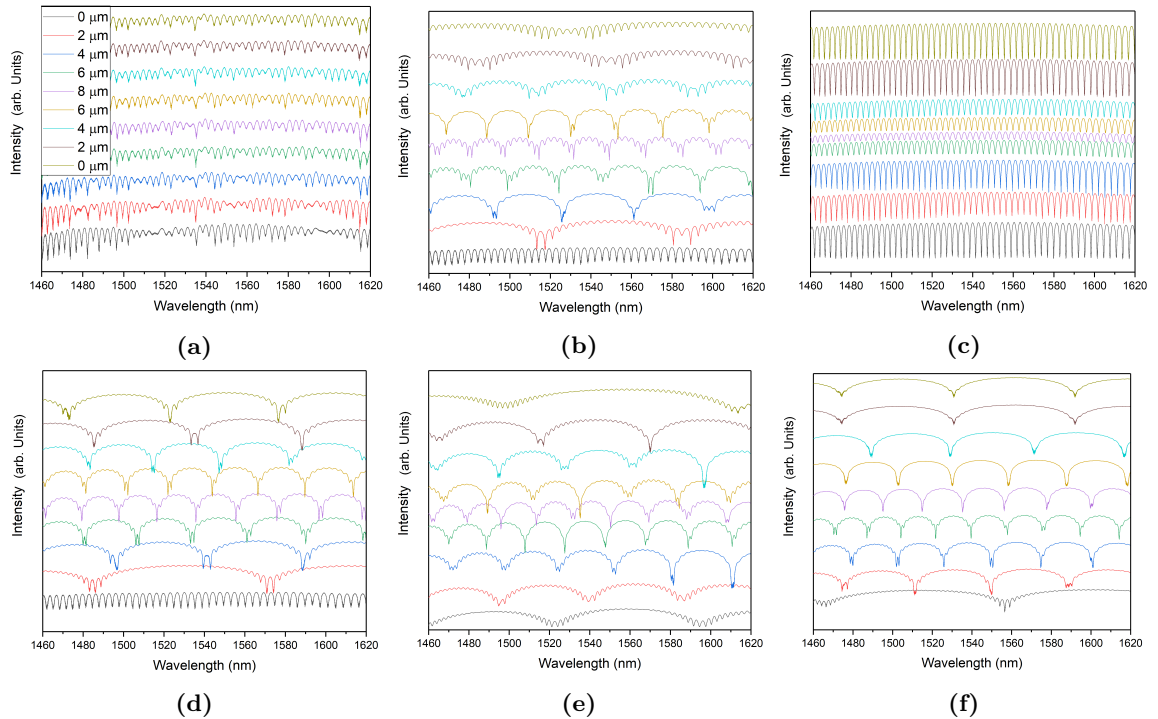 0 μm
2 μm
4 μm
6 μm
8 μm
6 μm
4 μm
2 μm
0 μm
Intensity (arb. Units)
1460 1480 1500 1520 1540 1560 1580 1600 1620
Wavelength (nm)
(a)
Intensity (arb. Units)
1460 1480 1500 1520 1540 1560 1580 1600 1620
Wavelength (nm)
(b)
Intensity (arb. Units)
1460 1480 1500 1520 1540 1560 1580 1600 1620
Wavelength (nm)
(c)
Intensity (arb. Units)
1460 1480 1500 1520 1540 1560 1580 1600 1620
Wavelength (nm)
(d)
Intensity (arb. Units)
1460 1480 1500 1520 1540 1560 1580 1600 1620
Wavelength (nm)
(e)
Intensity (arb. Units)
1460 1480 1500 1520 1540 1560 1580 1600 1620
Wavelength (nm)
(f)